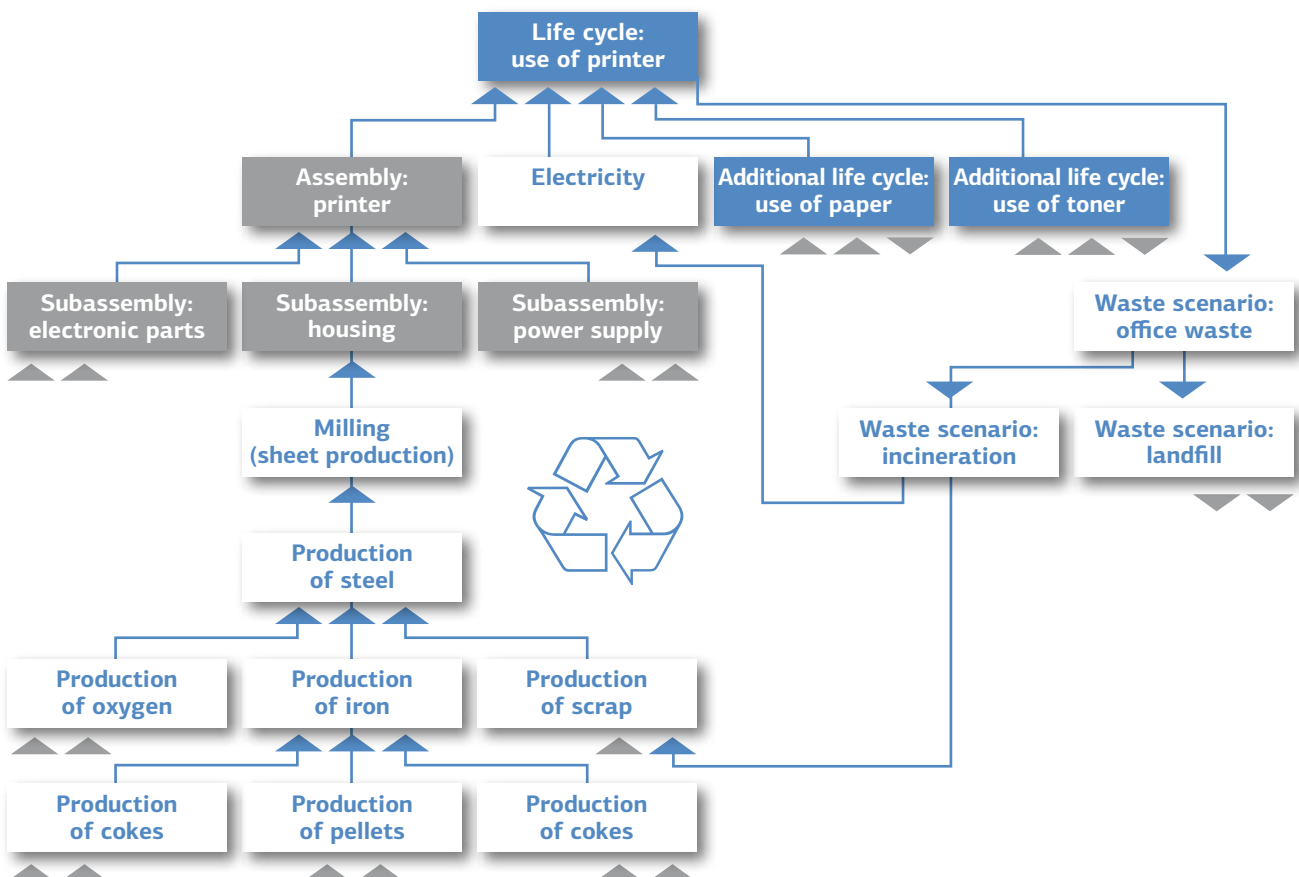 Life cycle:
use of printer
Assembly:
printer
Electricity
Additional life cycle:
use of paper
Additional life cycle:
use of toner
Subassembly:
electronic parts
Subassembly:
housing
Subassembly:
power supply
Waste scenario:
office waste
Milling
(sheet production)
Waste scenario:
incineration
Waste scenario:
landfill
Production
of steel
Production
of oxygen
Production
of iron
Production
of scrap
Production
of cokes
Production
of pellets
Production
of cokes